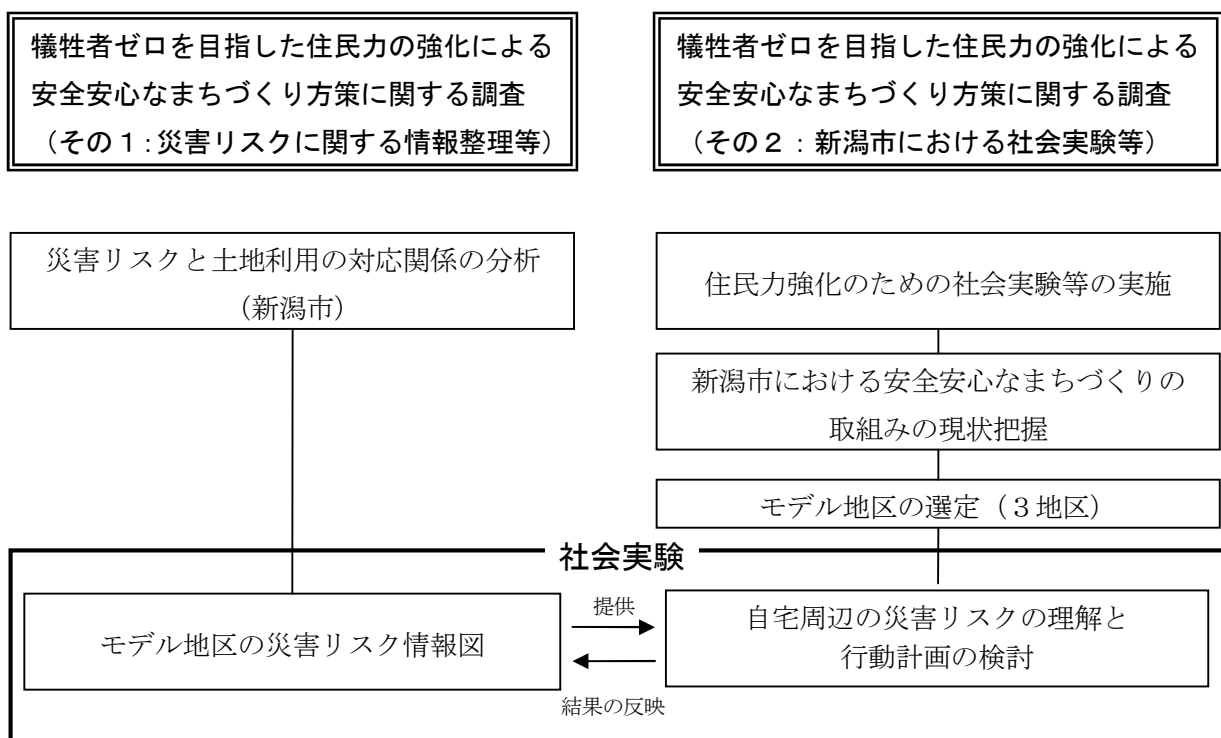 犠牲者ゼロを目指した住民力の強化による
安全安心なまちづくり方策に関する調査
（その１：災害リスクに関する情報整理等）
犠牲者ゼロを目指した住民力の強化による
安全安心なまちづくり方策に関する調査
（その２：新潟市における社会実験等）
災害リスクと土地利用の対応関係の分析
（新潟市）
住民力強化のための社会実験等の実施
新潟市における安全安心なまちづくりの
取組みの現状把握
モデル地区の選定（３地区）
社会実験
モデル地区の災害リスク情報図
提供
結果の反映
自宅周辺の災害リスクの理解と
行動計画の検討